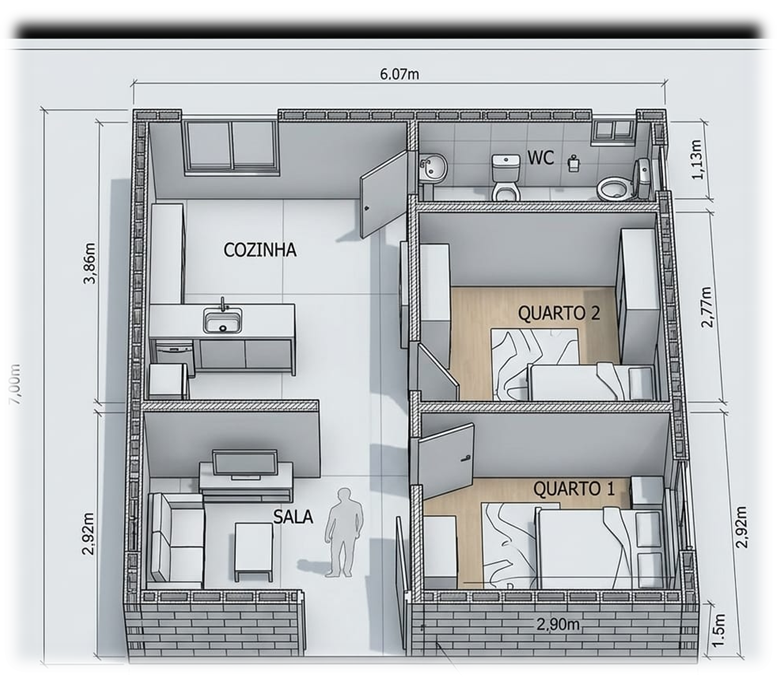 6.07m
WC
1,13m
COZINHA
3,86m
QUARTO 2
2,77m
7,00m
QUARTO 1
SALA
2,92m
2,92m
2,90m
1.5m